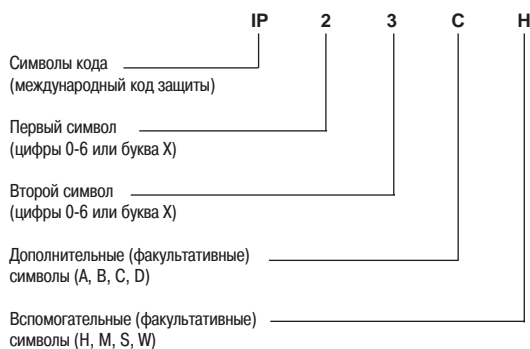 IP 2 3 C H
Символы кода
(международный код защиты)
Первый символ
(цифры 0-6 или буква X)
Второй символ
(цифры 0-6 или буква X)
Дополнительные (факультативные)
символы (A, B, C, D)
Вспомогательные (факультативные)
символы (H, M, S, W)